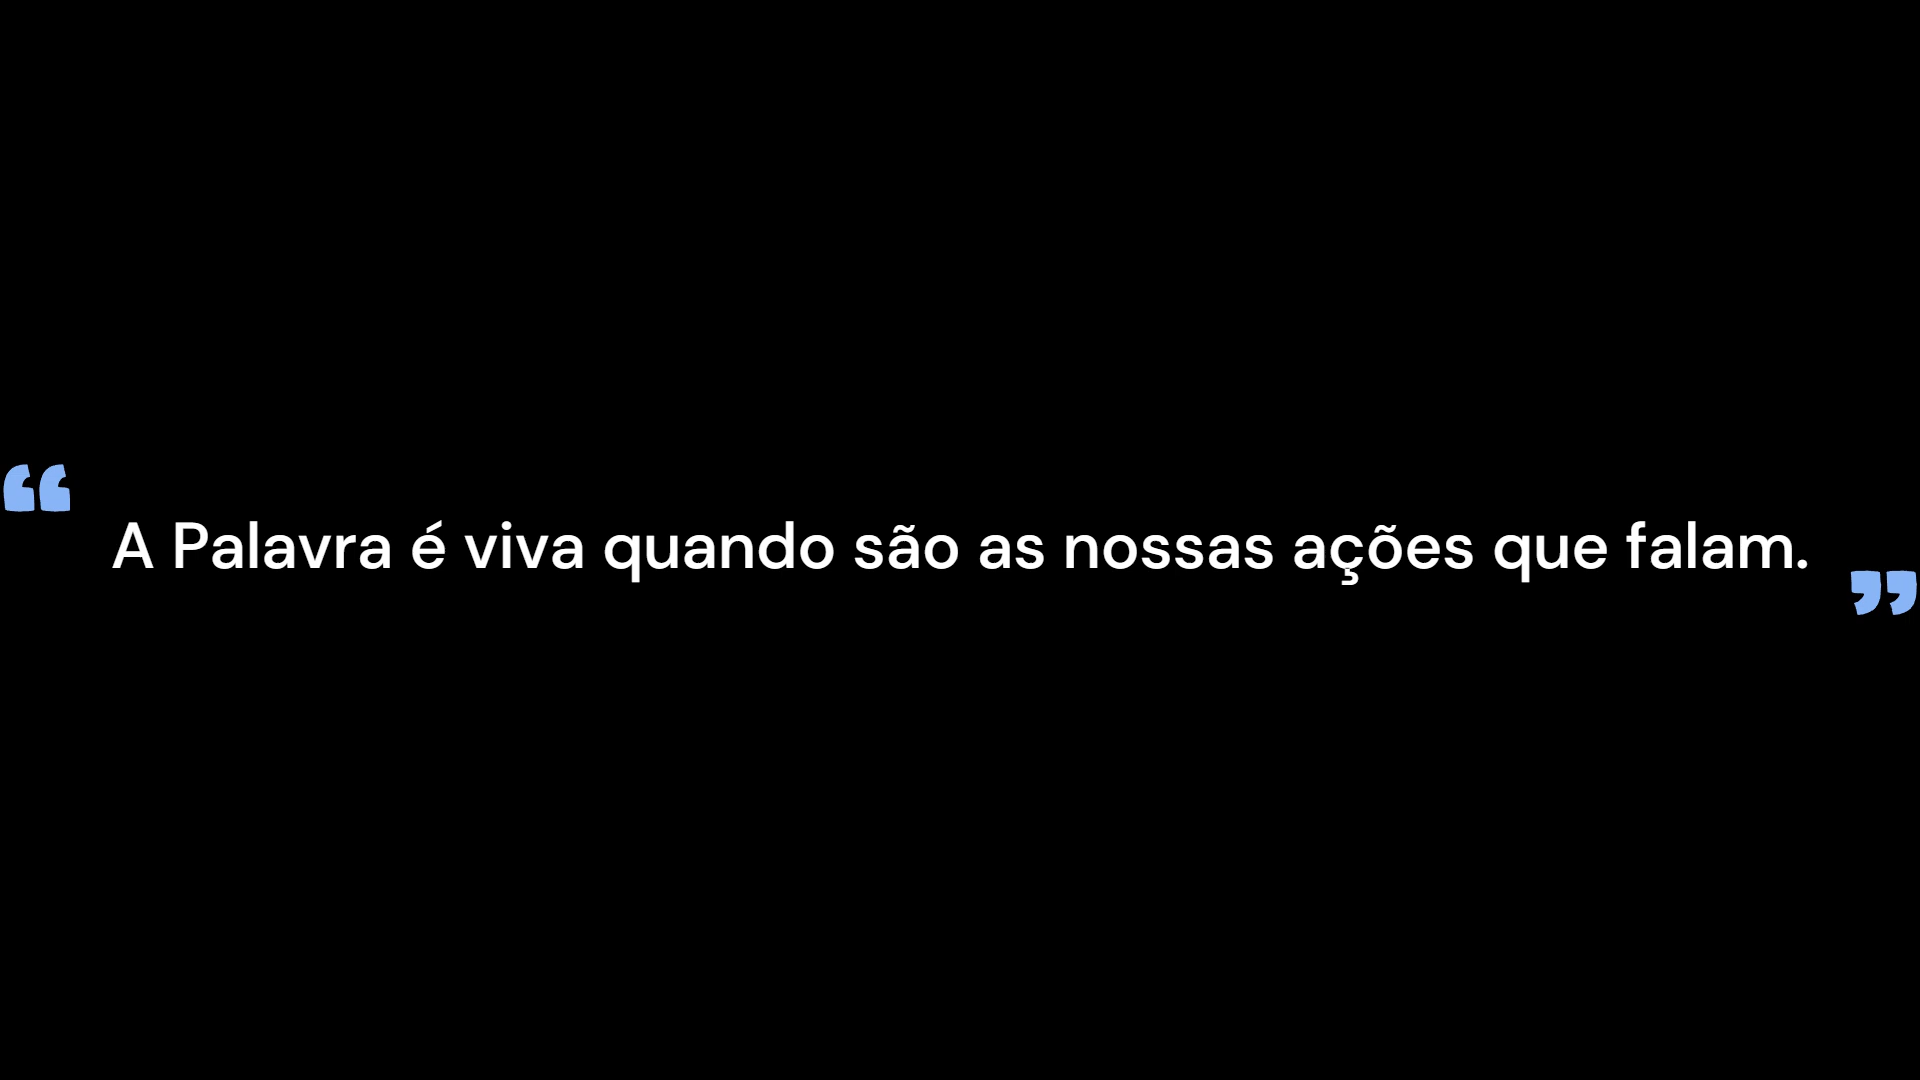 “A Palavra é viva quando são as nossas ações que falam.”